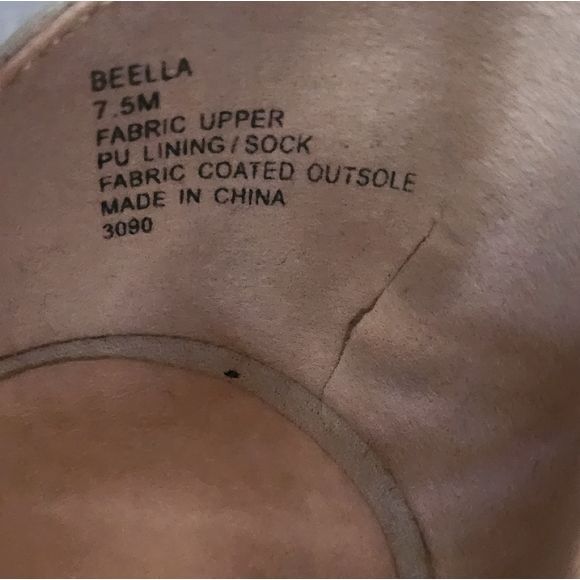 BEELLA
7.5M
FABRIC UPPER
PU LINING/SOCK
FABRIC COATED OUTSOLE
MADE IN CHINA
3090